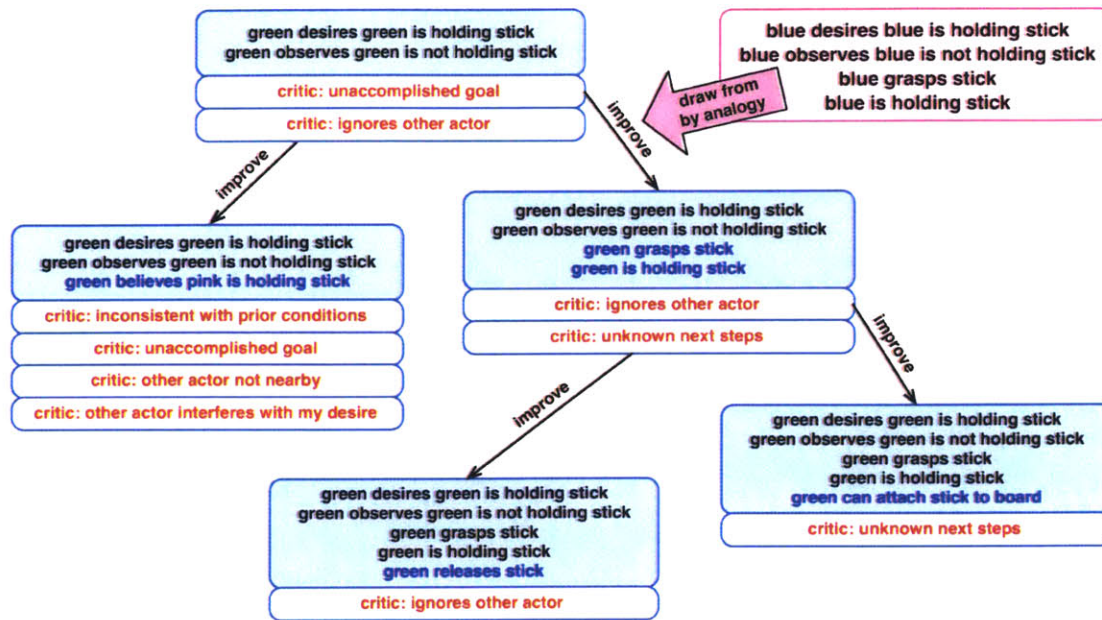 green desires green is holding stick
green observes green is not holding stick
critic: unaccomplished goal
critic: ignores other actor
blue desires blue is holding stick
blue observes blue is not holding stick
blue grasps stick
blue is holding stick
draw from
by analogy
improve
improve
green desires green is holding stick
green observes green is not holding stick
green believes pink is holding stick
critic: inconsistent with prior conditions
critic: unaccomplished goal
critic: other actor not nearby
critic: other actor interferes with my desire
green desires green is holding stick
green observes green is not holding stick
green grasps stick
green is holding stick
critic: ignores other actor
critic: unknown next steps
improve
improve
green desires green is holding stick
green observes green is not holding stick
green grasps stick
green is holding stick
green releases stick
critic: ignores other actor
green desires green is holding stick
green observes green is not holding stick
green grasps stick
green is holding stick
green can attach stick to board
critic: unknown next steps